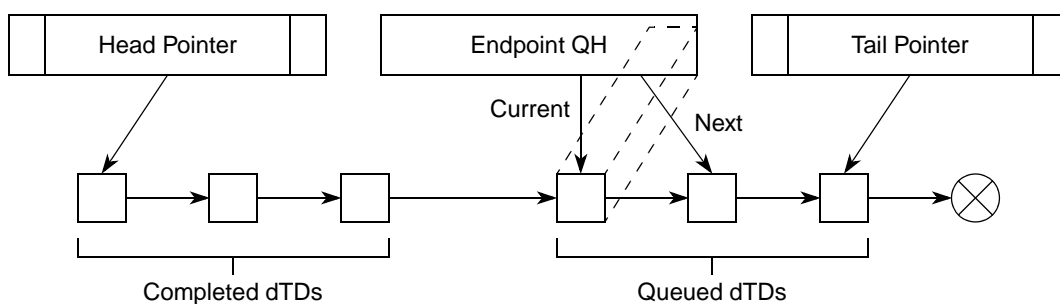 Head Pointer
Endpoint QH
Tail Pointer
Current
Next
Completed dTDs
Queued dTDs